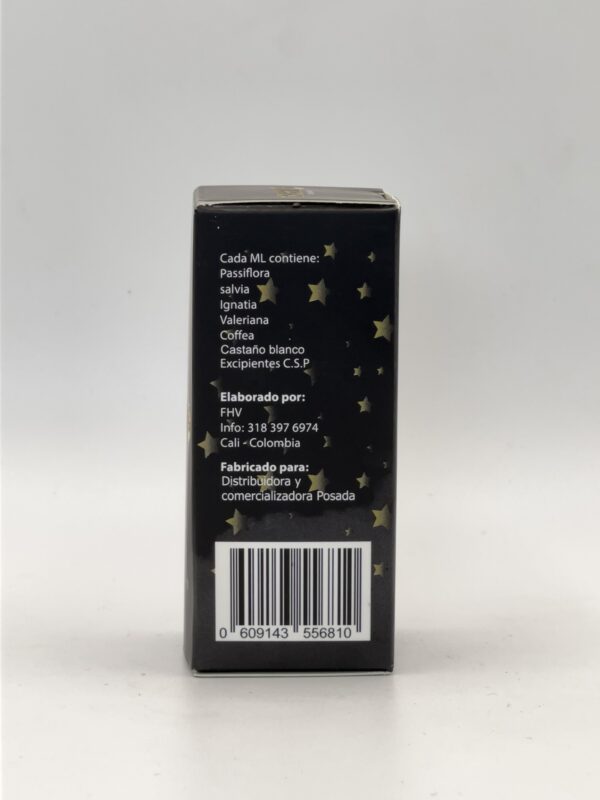 Cada ML contiene:
Passiflora
salvia
Ignatia
Valeriana
Coffea
Castaño blanco
Excipientes C.S.P
Elaborado por:
FHV
Info: 318 397 6974
Cali - Colombia
Fabricado para:
Distribuidora y
comercializadora Posada
0 609143 556810